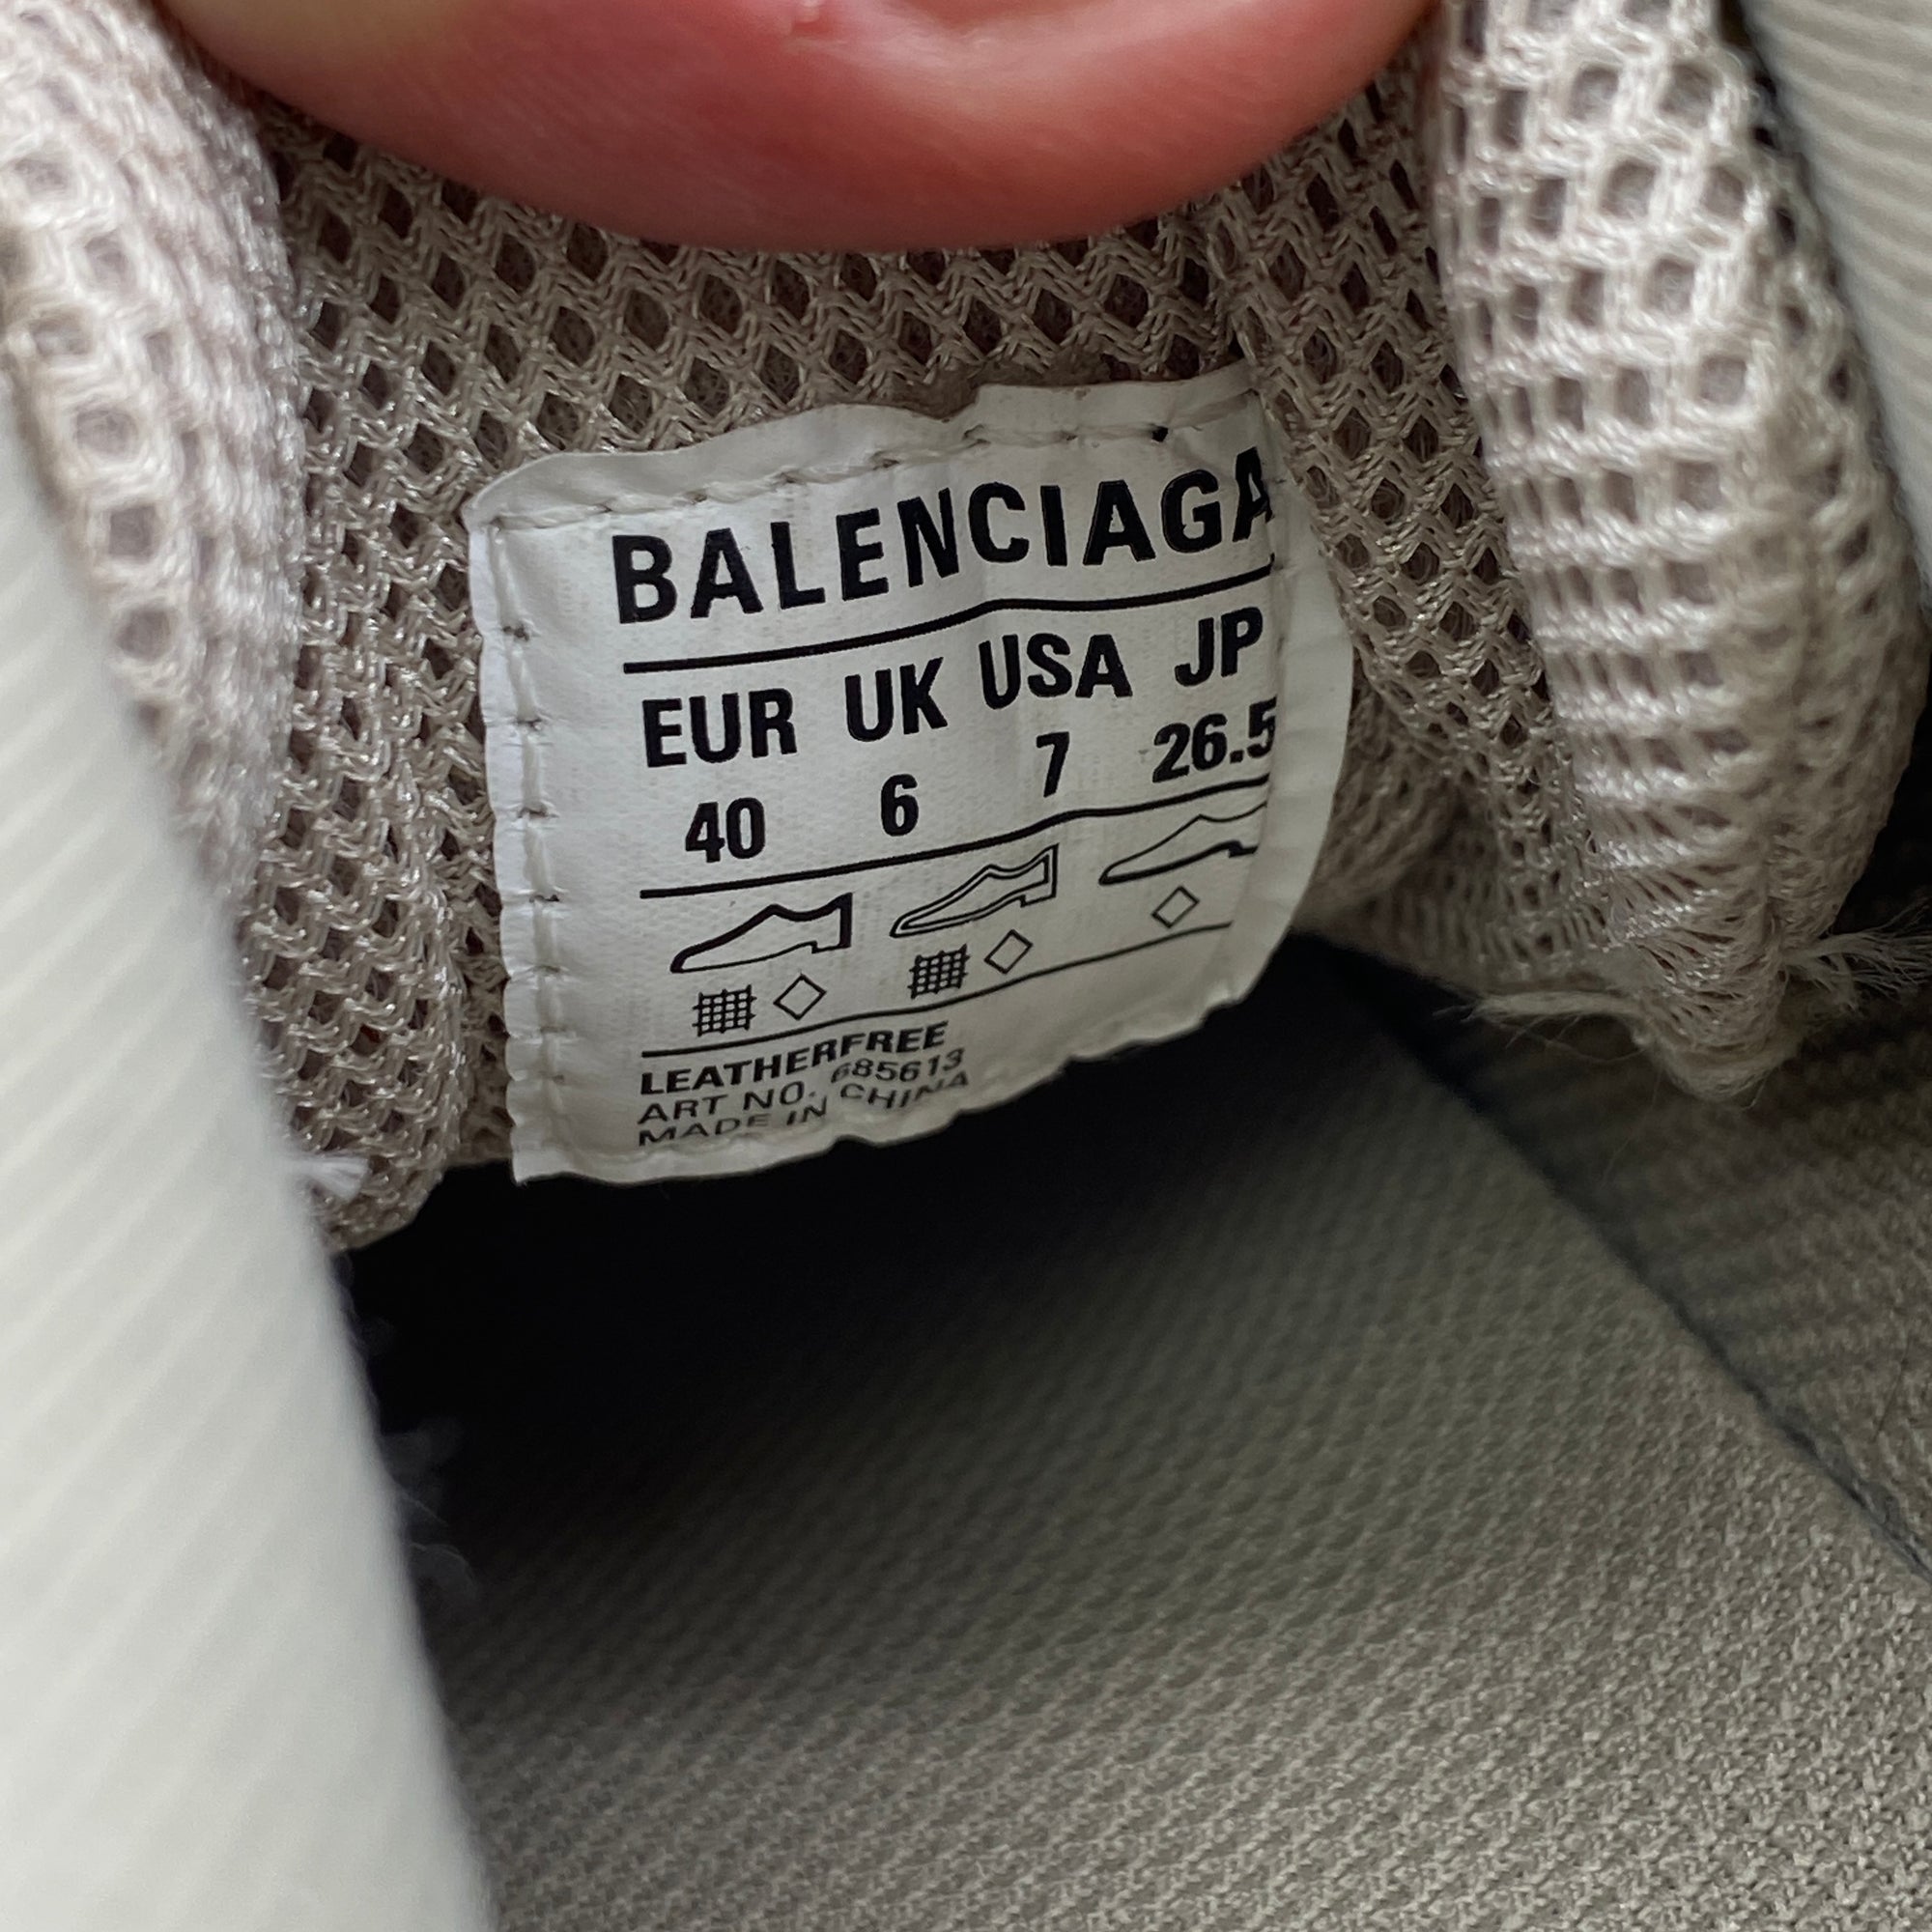 BALENCIAGA
EUR UK USA JP
40 6 7 26.5
LEATHERFREE
ART NO. 685613
MADE IN CHINA